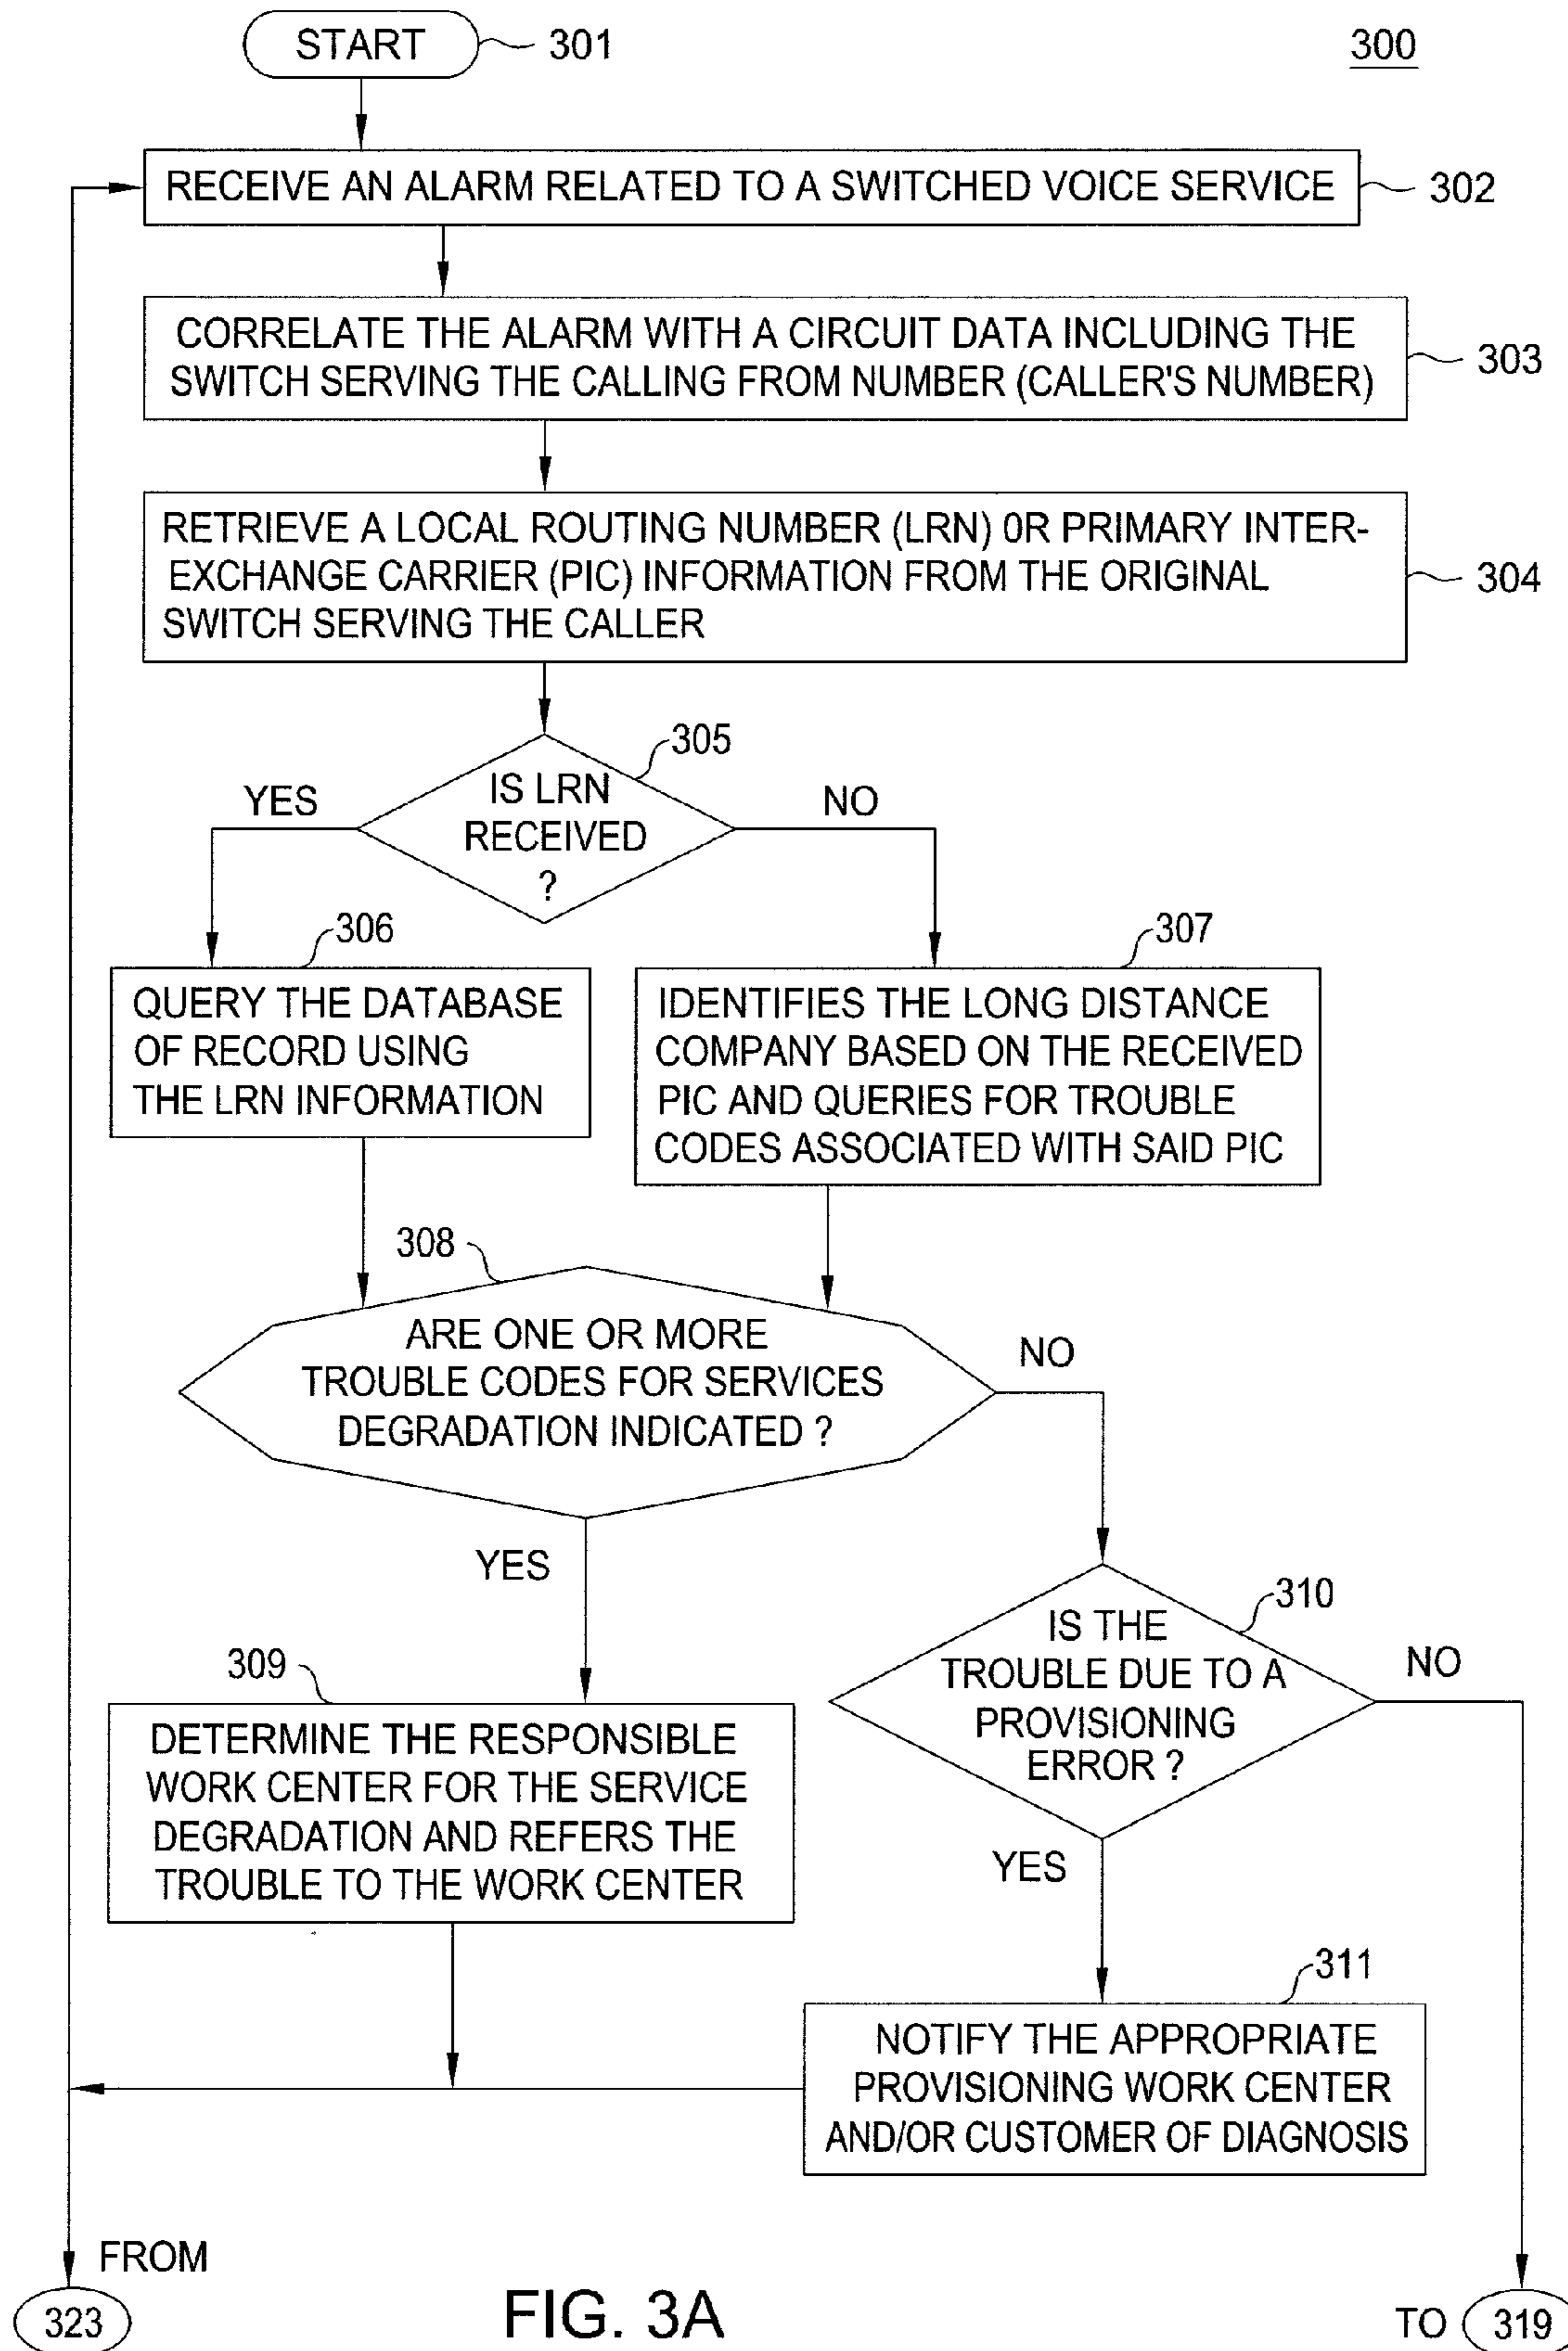 START
301
300
RECEIVE AN ALARM RELATED TO A SWITCHED VOICE SERVICE
302
CORRELATE THE ALARM WITH A CIRCUIT DATA INCLUDING THE
SWITCH SERVING THE CALLING FROM NUMBER (CALLER'S NUMBER)
303
RETRIEVE A LOCAL ROUTING NUMBER (LRN) OR PRIMARY INTER-
EXCHANGE CARRIER (PIC) INFORMATION FROM THE ORIGINAL
SWITCH SERVING THE CALLER
304
305
IS LRN
RECEIVED
?
YES
NO
306
QUERY THE DATABASE
OF RECORD USING
THE LRN INFORMATION
307
IDENTIFIES THE LONG DISTANCE
COMPANY BASED ON THE RECEIVED
PIC AND QUERIES FOR TROUBLE
CODES ASSOCIATED WITH SAID PIC
308
ARE ONE OR MORE
TROUBLE CODES FOR SERVICES
DEGRADATION INDICATED ?
NO
YES
310
IS THE
TROUBLE DUE TO A
PROVISIONING
ERROR ?
NO
YES
309
DETERMINE THE RESPONSIBLE
WORK CENTER FOR THE SERVICE
DEGRADATION AND REFERS THE
TROUBLE TO THE WORK CENTER
311
NOTIFY THE APPROPRIATE
PROVISIONING WORK CENTER
AND/OR CUSTOMER OF DIAGNOSIS
FROM
323
FIG. 3A
TO
319